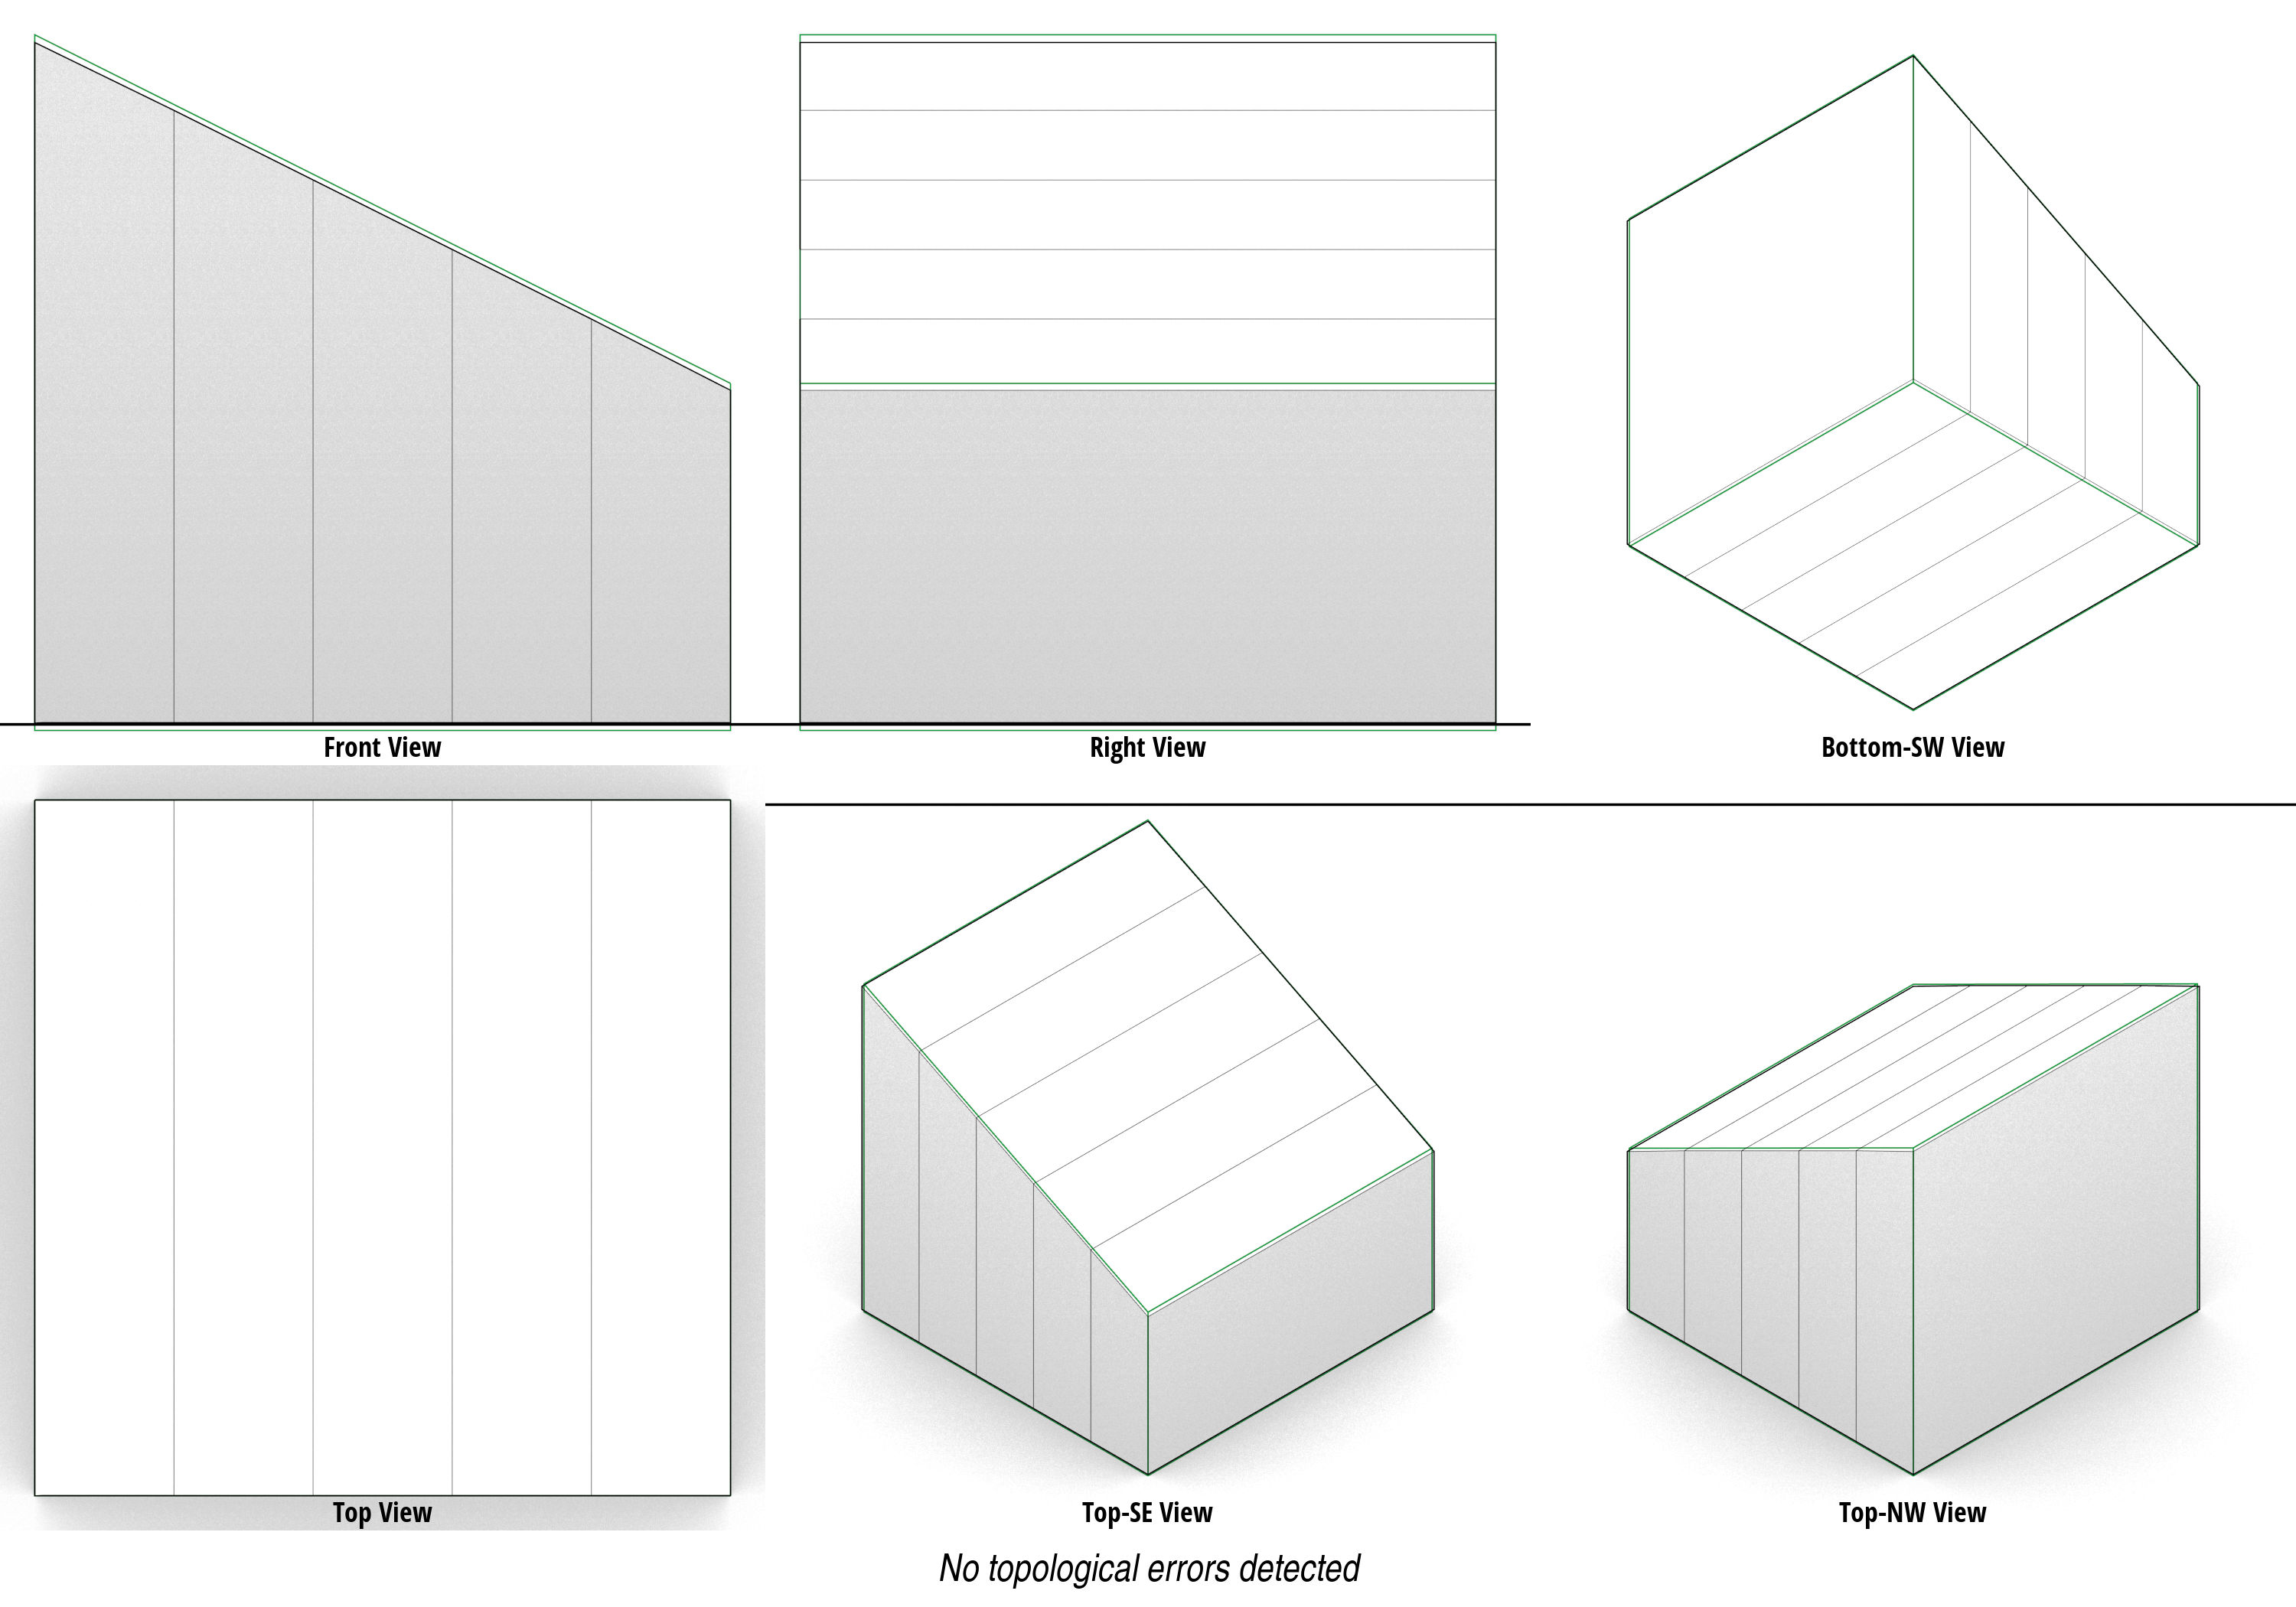 Front View
Right View
Bottom-SW View
Top View
Top-SE View
Top-NW View
No topological errors detected